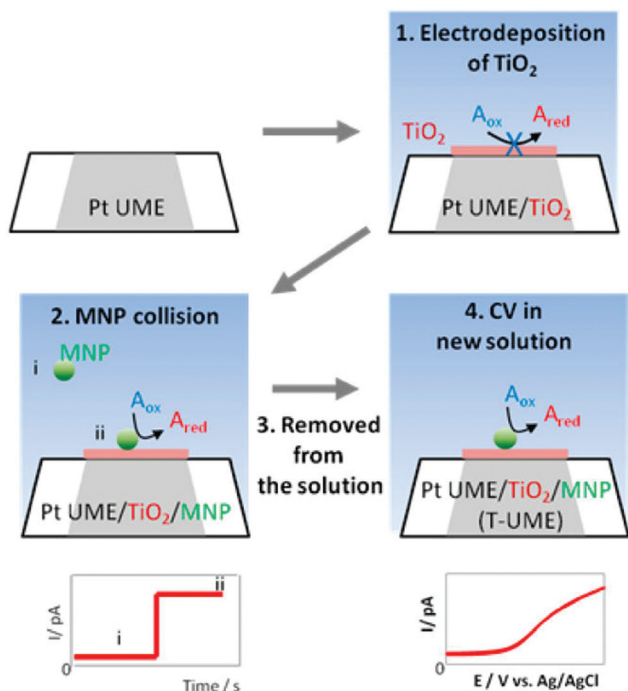 1. Electrodeposition
of TiO2
Aox
Ared
TiO2
X
Pt UME
Pt UME/TiO2
2. MNP collision
i
MNP
Aox
Ared
ii
Pt UME/TiO2/MNP
3. Removed
from
the solution
4. CV in
new solution
Aox
Ared
Pt UME/TiO2/MNP
(T-UME)
I/ pA
i
ii
0
Time / s
I/ pA
0
E / V vs. Ag/AgCl